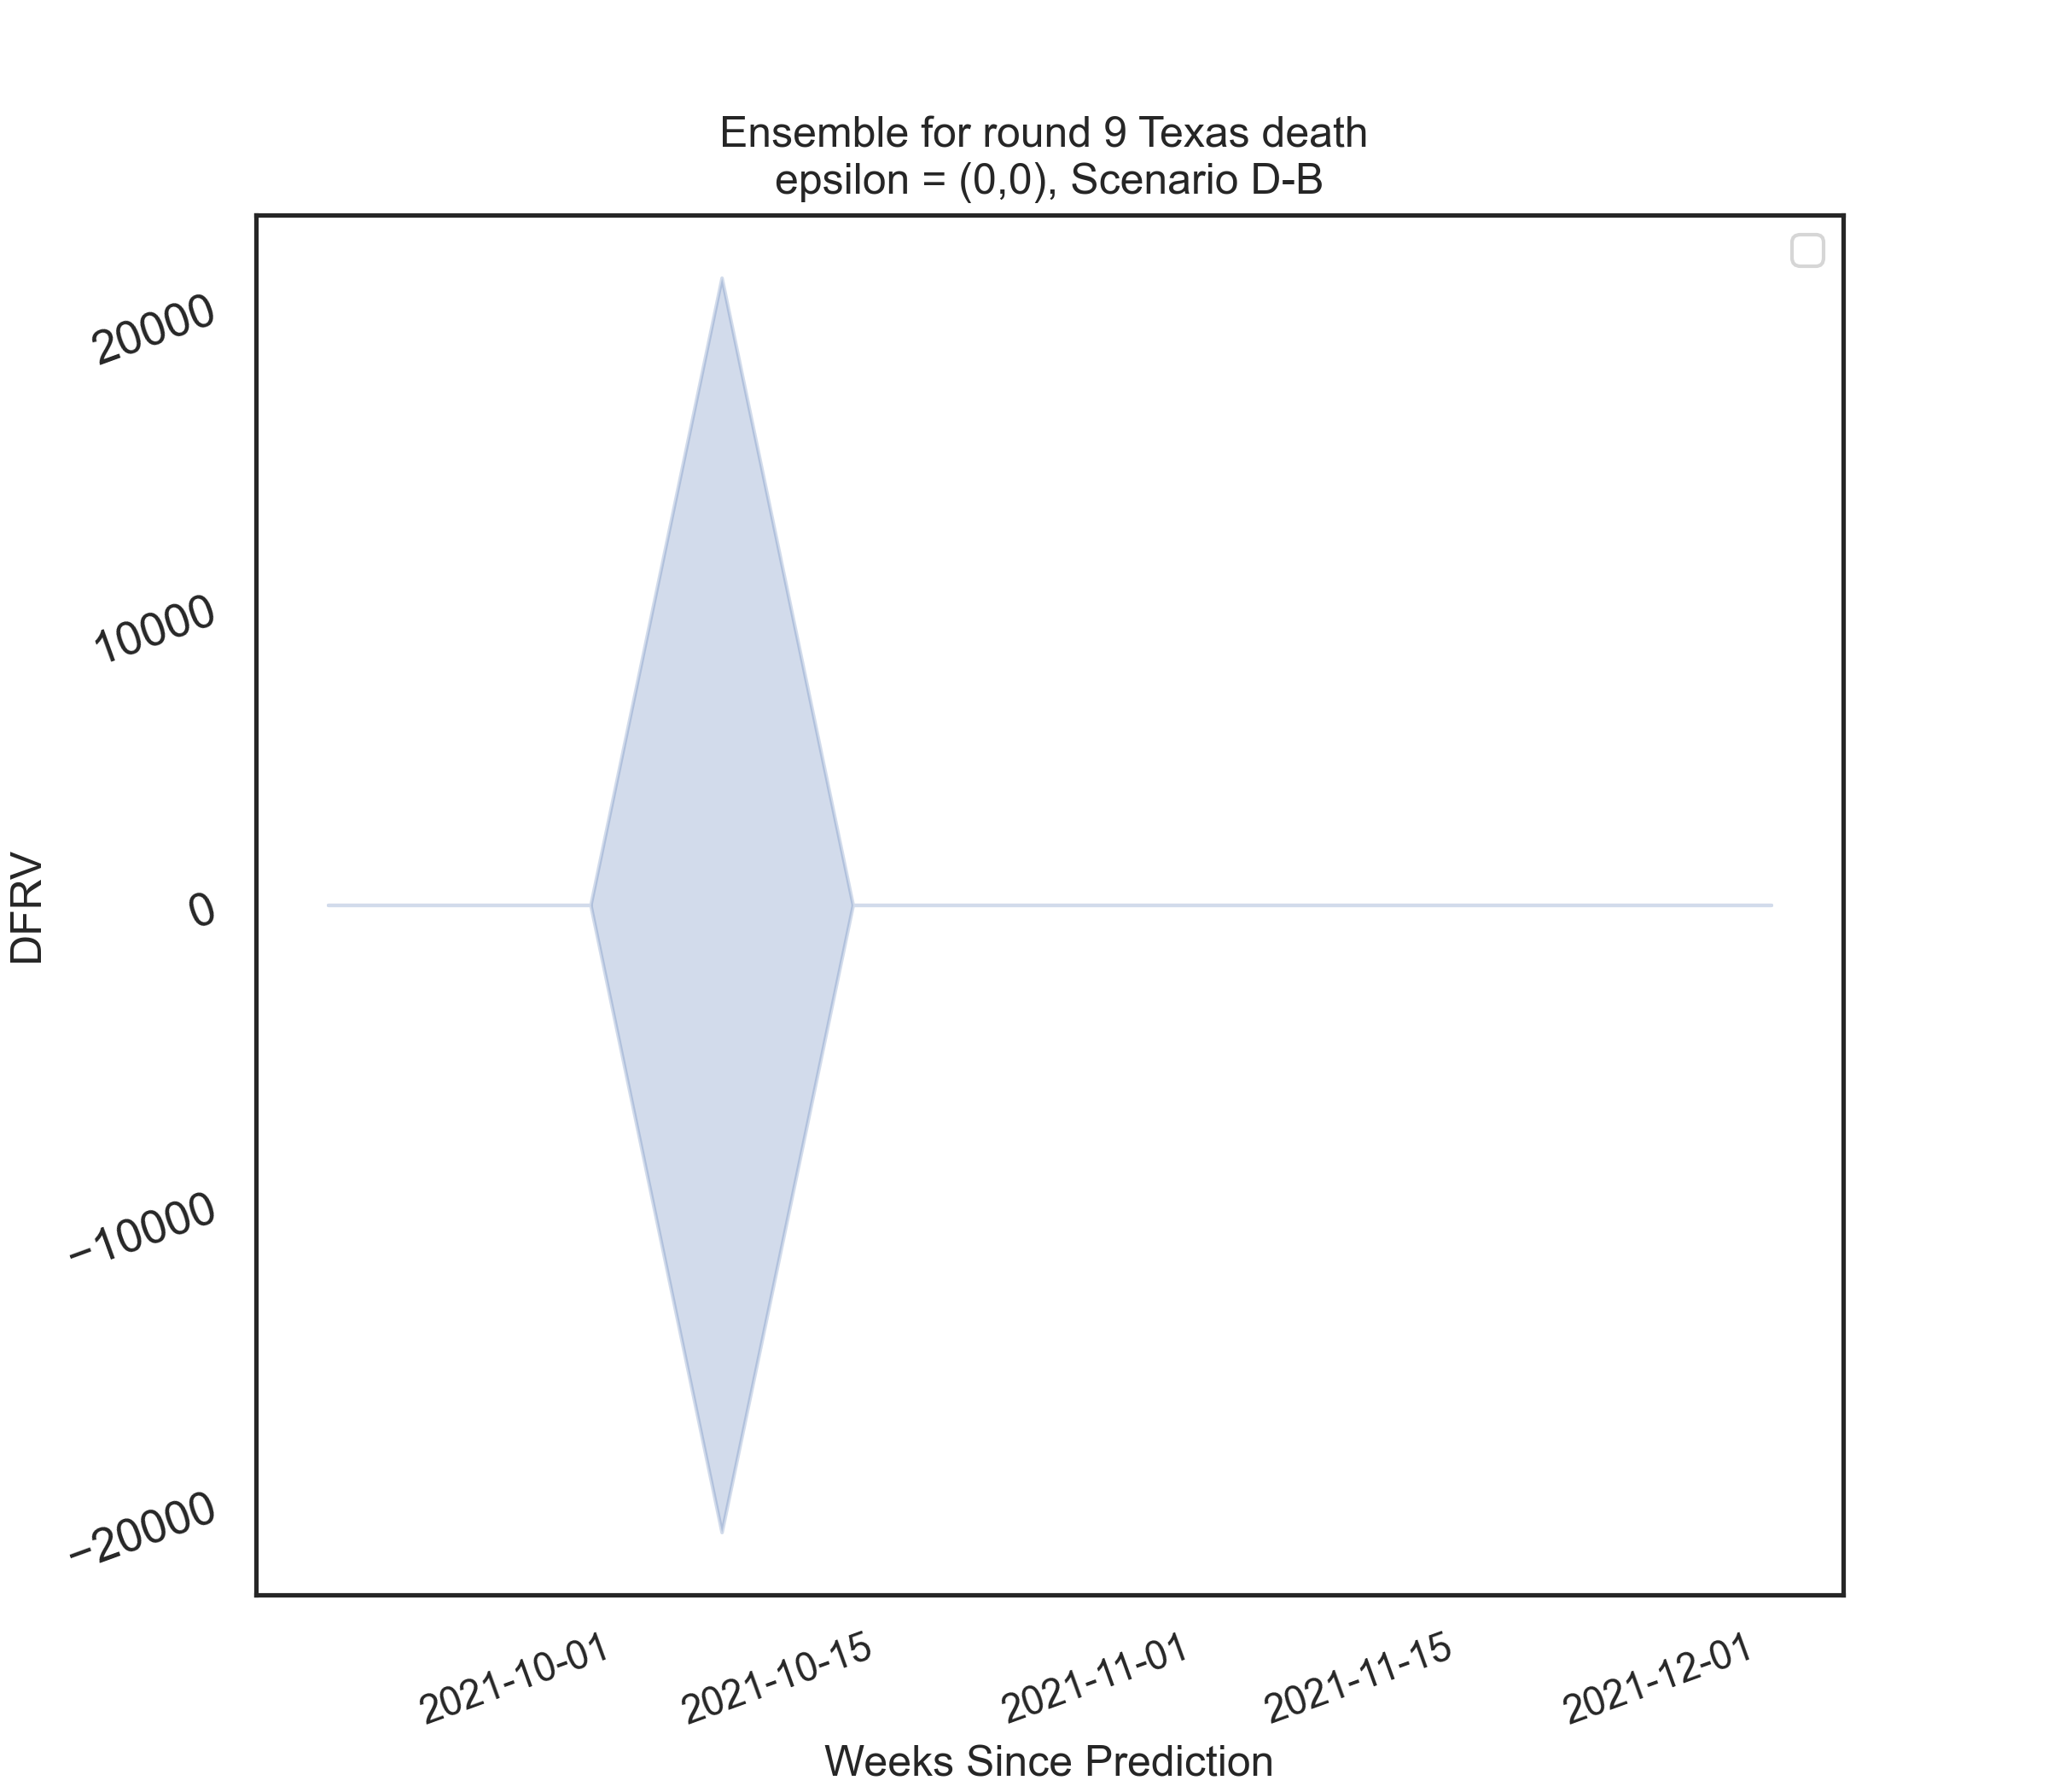 Ensemble for round 9 Texas death
epsilon = (0,0), Scenario D-B
20000
10000
0
−10000
−20000
DFRV
2021-10-01
2021-10-15
2021-11-01
2021-11-15
2021-12-01
Weeks Since Prediction